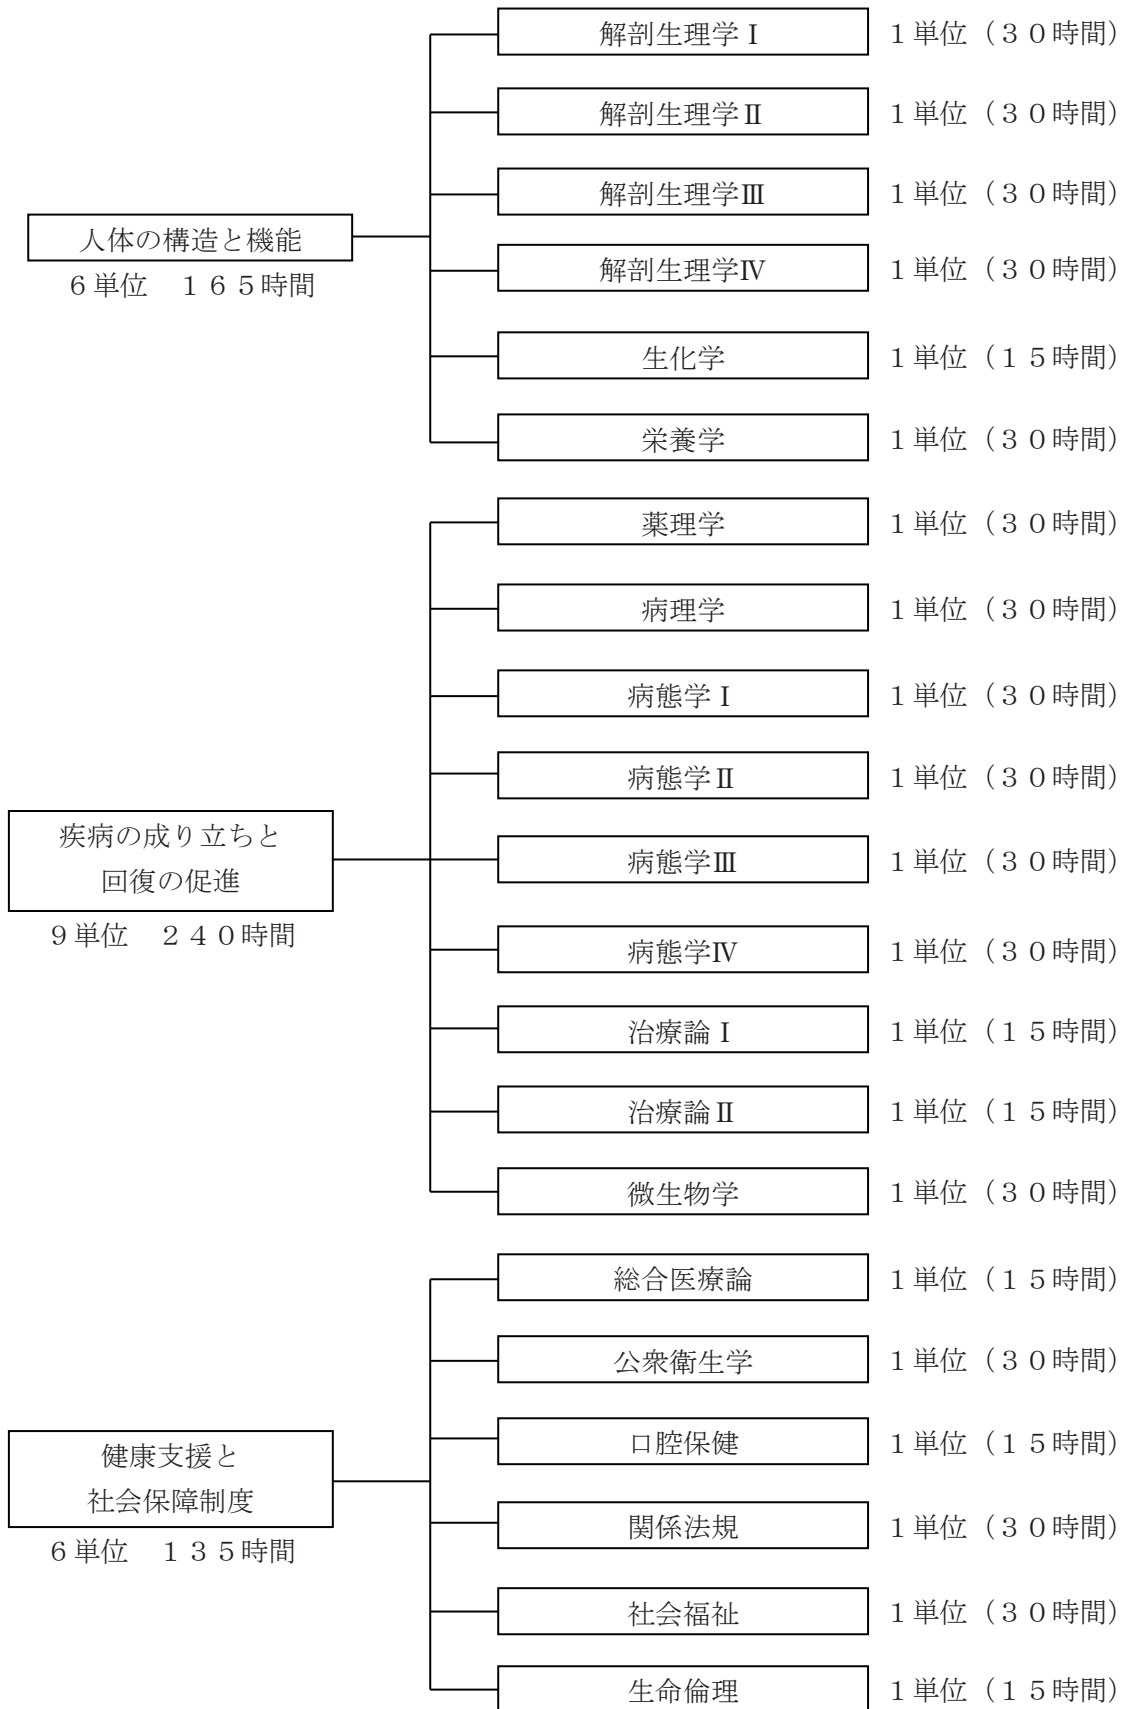 解剖生理学Ⅰ　１単位（３０時間）
解剖生理学Ⅱ　１単位（３０時間）
解剖生理学Ⅲ　１単位（３０時間）
人体の構造と機能
６単位　１６５時間
解剖生理学Ⅳ　１単位（３０時間）
生化学　１単位（１５時間）
栄養学　１単位（３０時間）
薬理学　１単位（３０時間）
病理学　１単位（３０時間）
病態学Ⅰ　１単位（３０時間）
病態学Ⅱ　１単位（３０時間）
疾病の成り立ちと
回復の促進
９単位　２４０時間
病態学Ⅲ　１単位（３０時間）
病態学Ⅳ　１単位（３０時間）
治療論Ⅰ　１単位（１５時間）
治療論Ⅱ　１単位（１５時間）
微生物学　１単位（３０時間）
総合医療論　１単位（１５時間）
公衆衛生学　１単位（３０時間）
口腔保健　１単位（１５時間）
健康支援と
社会保障制度
６単位　１３５時間
関係法規　１単位（３０時間）
社会福祉　１単位（３０時間）
生命倫理　１単位（１５時間）